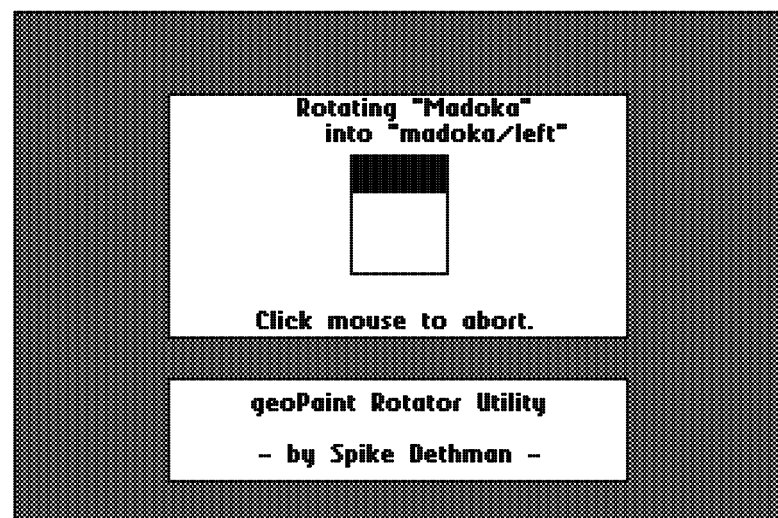 Rotating "Madoka"
into "madoka/left"
Click mouse to abort.
geoPaint Rotator Utility
- by Spike Dethman -